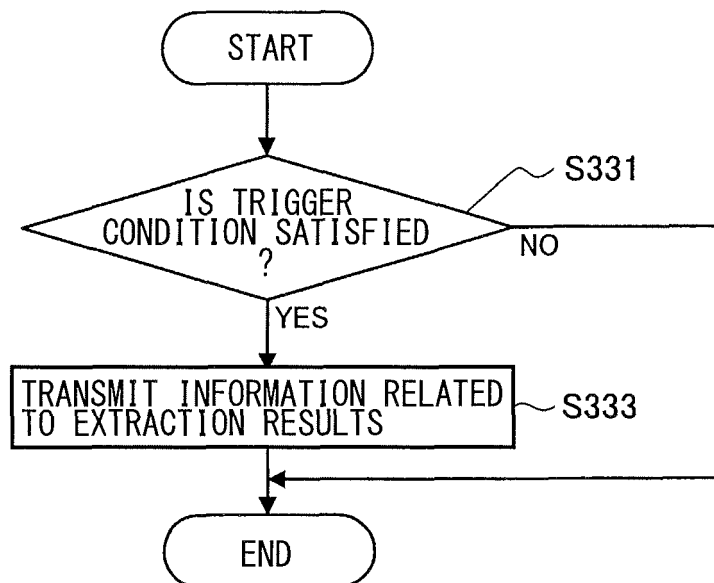 START
S331
IS TRIGGER
CONDITION SATISFIED
?
NO
YES
TRANSMIT INFORMATION RELATED
TO EXTRACTION RESULTS
S333
END